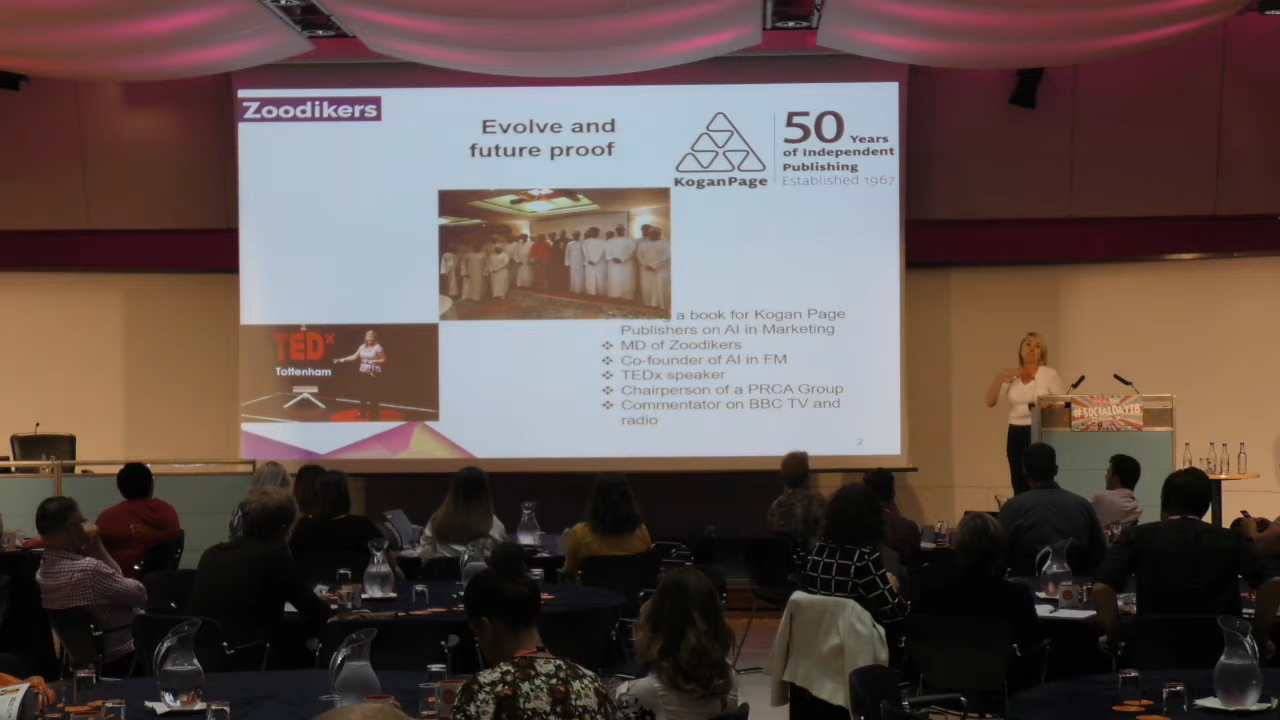 Zoodikers
Evolve and
future proof
KoganPage
50 Years
of Independent
Publishing
Established 1967
a book for Kogan Page
Publishers on AI in Marketing
❖ MD of Zoodikers
❖ Co-founder of AI in FM
❖ TEDx speaker
❖ Chairperson of a PRCA Group
❖ Commentator on BBC TV and
radio
TEDx
Tottenham
2
#SOCIALDAY18